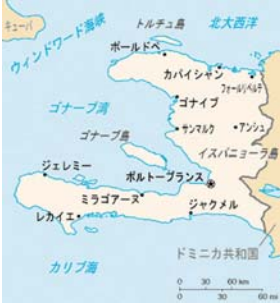 キューバ
トルチュ島
北大西洋
ウィンドワード海峡
ポールドペ
カパイシャン
フォールリベルテ
ゴナーブ湾
ゴナイブ
ゴナーブ島
サンマルク
アンシュ
イスパニョーラ島
ジェレミー
ポルトープランス
ミラゴアーヌ
ジャクメル
レカイエ
ドミニカ共和国
カリブ海
0 30 60 km
0 30 60 mi